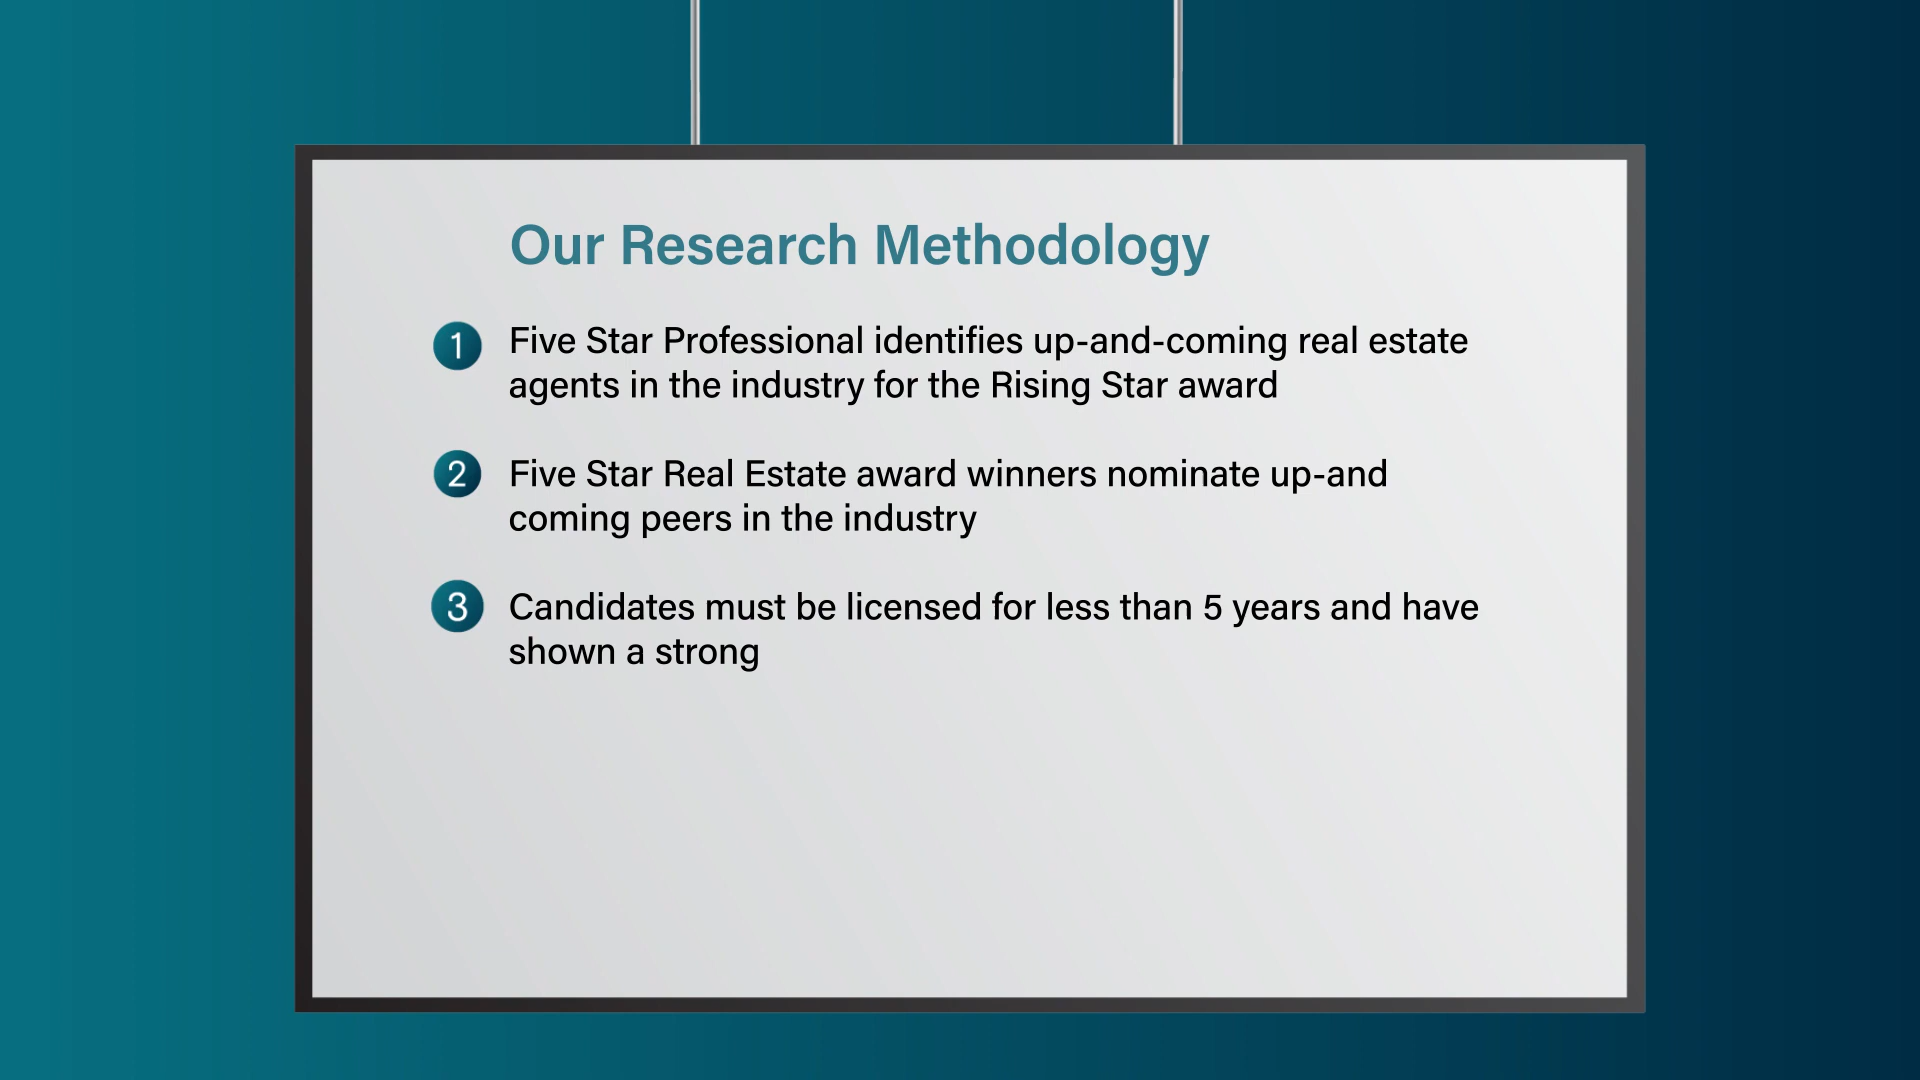 Our Research Methodology
1 Five Star Professional identifies up-and-coming real estate
agents in the industry for the Rising Star award
2 Five Star Real Estate award winners nominate up-and
coming peers in the industry
3 Candidates must be licensed for less than 5 years and have
shown a strong